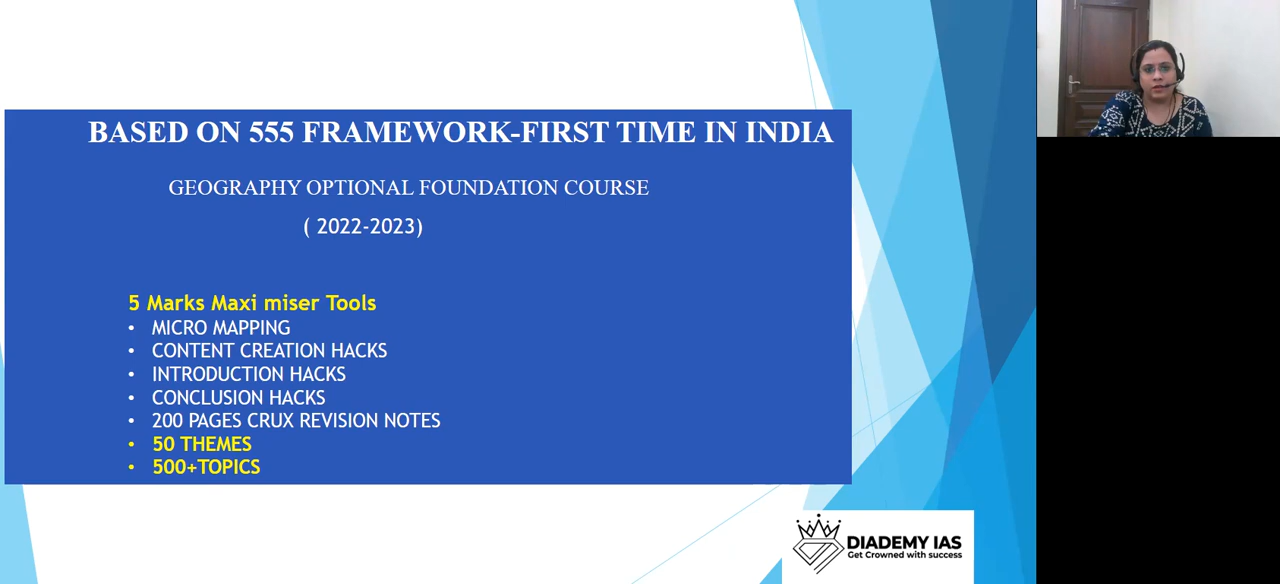 BASED ON 555 FRAMEWORK-FIRST TIME IN INDIA
GEOGRAPHY OPTIONAL FOUNDATION COURSE
( 2022-2023)
5 Marks Maxi miser Tools
• MICRO MAPPING
• CONTENT CREATION HACKS
• INTRODUCTION HACKS
• CONCLUSION HACKS
• 200 PAGES CRUX REVISION NOTES
• 50 THEMES
• 500+TOPICS
DIADEMY IAS
Get Crowned with success